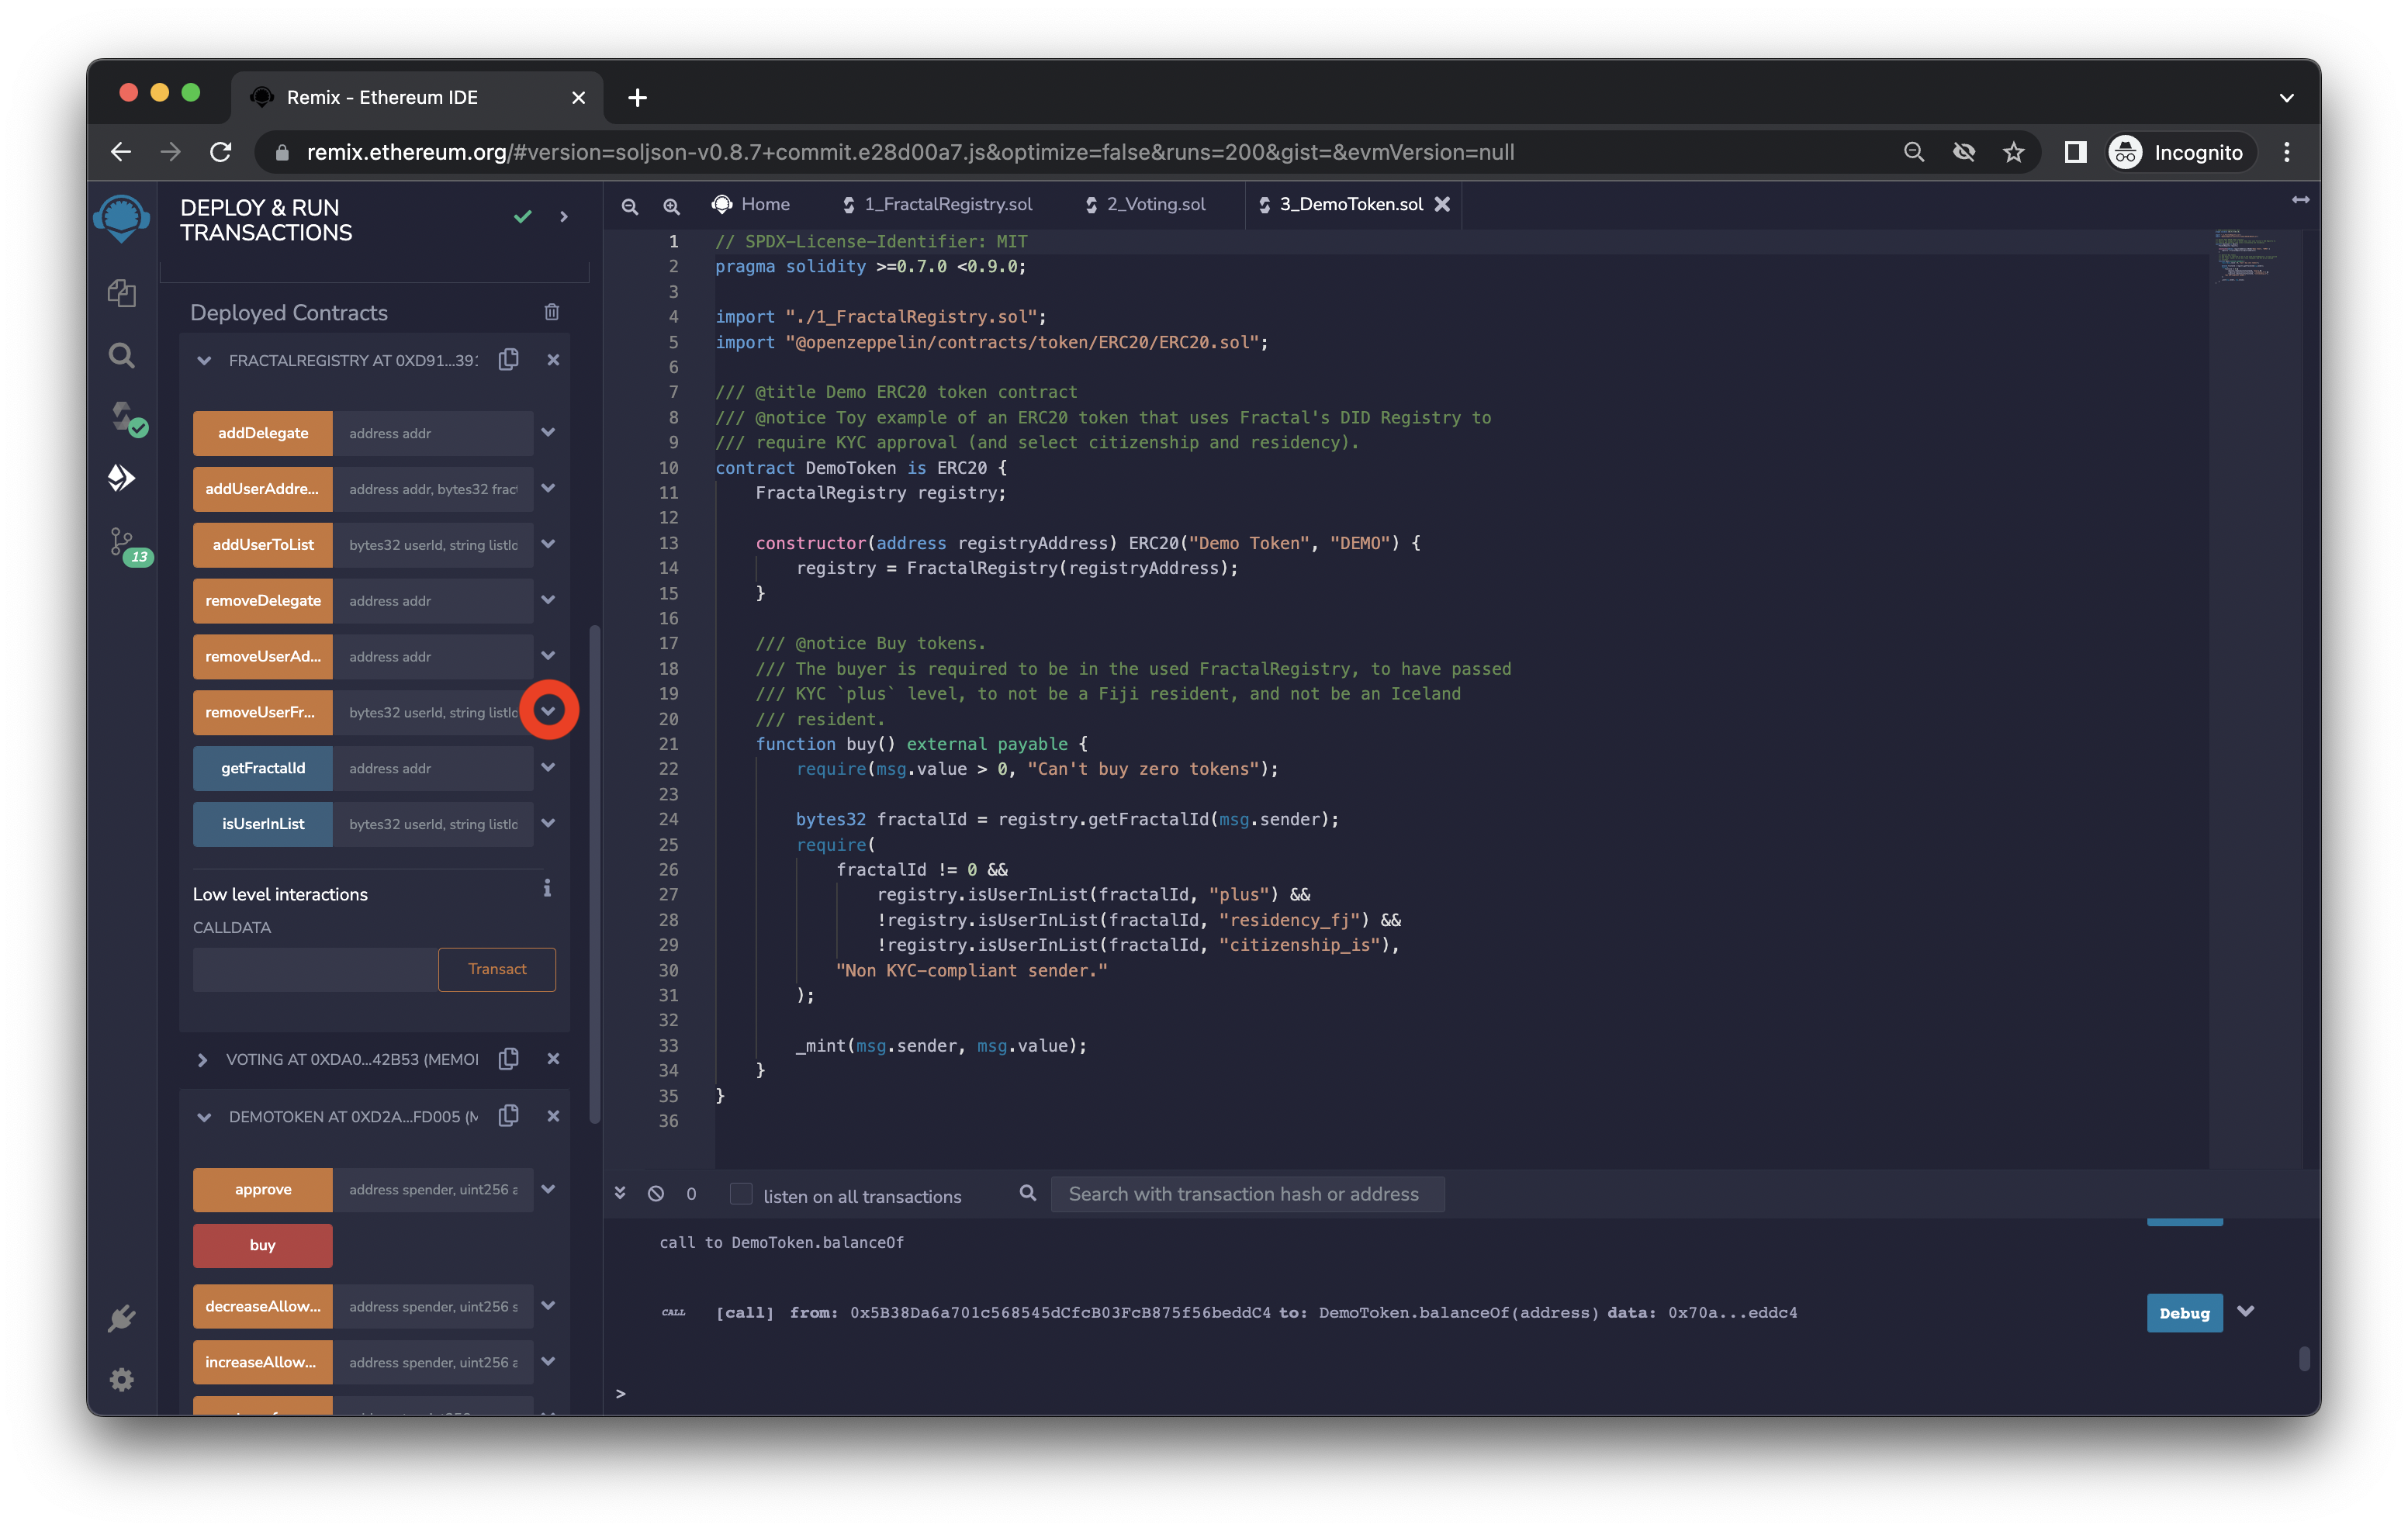 Remix - Ethereum IDE
remix.ethereum.org/#version=soljson-v0.8.7+commit.e28d00a7.js&optimize=false&runs=200&gist=&evmVersion=null
Incognito
DEPLOY & RUN
TRANSACTIONS
Deployed Contracts
FRACTALREGISTRY AT 0XD91...391
addDelegate
address addr
addUserAddre...
address addr, bytes32 fract
addUserToList
bytes32 userId, string listId
removeDelegate
address addr
removeUserAd...
address addr
removeUserFr...
bytes32 userId, string listId
getFractalId
address addr
isUserInList
bytes32 userId, string listId
Low level interactions
CALLDATA
Transact
VOTING AT 0XDA0...42B53 (MEMOI
DEMOTOKEN AT 0XD2A...FD005 (M
approve
address spender, uint256 a
buy
decreaseAllow...
address spender, uint256 s
increaseAllow...
address spender, uint256 a
13
Home
1_FractalRegistry.sol
2_Voting.sol
3_DemoToken.sol
1 // SPDX-License-Identifier: MIT
2 pragma solidity >=0.7.0 <0.9.0;
3
4 import "./1_FractalRegistry.sol";
5 import "@openzeppelin/contracts/token/ERC20/ERC20.sol";
6
7 /// @title Demo ERC20 token contract
8 /// @notice Toy example of an ERC20 token that uses Fractal's DID Registry to
9 /// require KYC approval (and select citizenship and residency).
10 contract DemoToken is ERC20 {
11 FractalRegistry registry;
12
13 constructor(address registryAddress) ERC20("Demo Token", "DEMO") {
14 registry = FractalRegistry(registryAddress);
15 }
16
17 /// @notice Buy tokens.
18 /// The buyer is required to be in the used FractalRegistry, to have passed
19 /// KYC `plus` level, to not be a Fiji resident, and not be an Iceland
20 /// resident.
21 function buy() external payable {
22 require(msg.value > 0, "Can't buy zero tokens");
23
24 bytes32 fractalId = registry.getFractalId(msg.sender);
25 require(
26 fractalId != 0 &&
27 registry.isUserInList(fractalId, "plus") &&
28 !registry.isUserInList(fractalId, "residency_fj") &&
29 !registry.isUserInList(fractalId, "citizenship_is"),
30 "Non KYC-compliant sender."
31 );
32
33 _mint(msg.sender, msg.value);
34 }
35 }
36
0
listen on all transactions
Search with transaction hash or address
call to DemoToken.balanceOf
CALL
[call] from: 0x5B38Da6a701c568545dCfcB03FcB875f56beddC4 to: DemoToken.balanceOf(address) data: 0x70a...eddc4
Debug
>